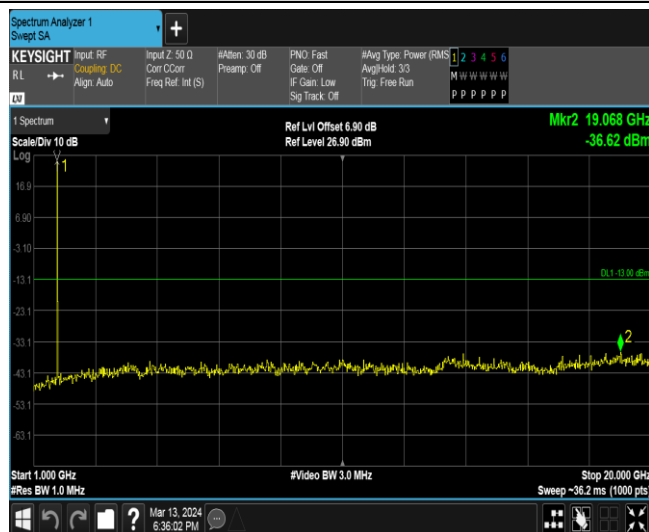 Spectrum Analyzer 1
Swept SA
+
KEYSIGHT
RL
LXI
Input: RF
Coupling: DC
Align: Auto
Input Z: 50 Ω
Corr CCorr
Freq Ref: Int (S)
#Atten: 30 dB
Preamp: Off
PNO: Fast
Gate: Off
IF Gain: Low
Sig Track: Off
#Avg Type: Power (RMS
Avg|Hold: 3/3
Trig: Free Run
1 2 3 4 5 6
M W W W W W
P P P P P P
1 Spectrum
Scale/Div 10 dB
Ref Lvl Offset 6.90 dB
Ref Level 26.90 dBm
Mkr2 19.068 GHz
-36.62 dBm
Log
1
16.9
6.90
-3.10
DL1 -13.00 dBm
-13.1
-23.1
-33.1
2
-43.1
-53.1
-63.1
Start 1.000 GHz
#Res BW 1.0 MHz
#Video BW 3.0 MHz
Stop 20.000 GHz
Sweep ~36.2 ms (1000 pts)
?
Mar 13, 2024
6:36:02 PM